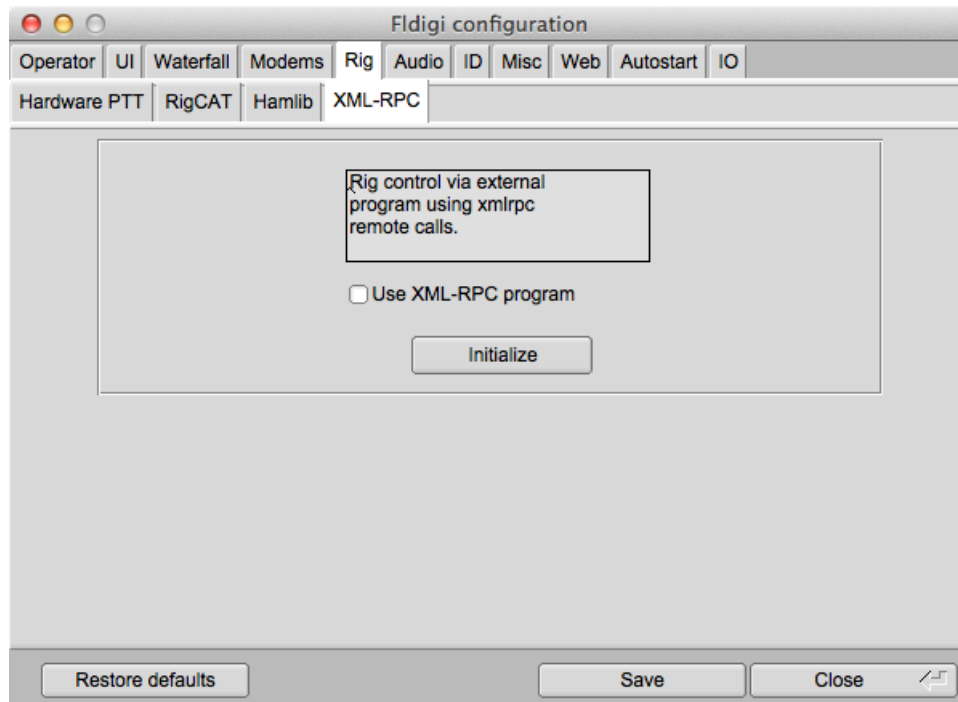 Fldigi configuration
Operator UI Waterfall Modems Rig Audio ID Misc Web Autostart IO
Hardware PTT RigCAT Hamlib XML-RPC
Rig control via external
program using xmlrpc
remote calls.
Use XML-RPC program
Initialize
Restore defaults Save Close